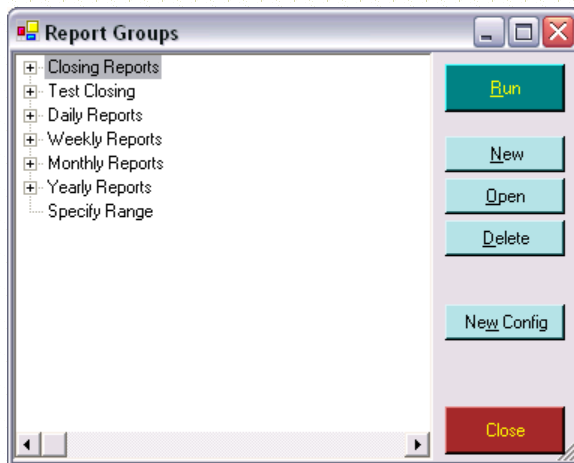 Report Groups
Closing Reports
Test Closing
Daily Reports
Weekly Reports
Monthly Reports
Yearly Reports
Specify Range
Run
New
Open
Delete
New Config
Close